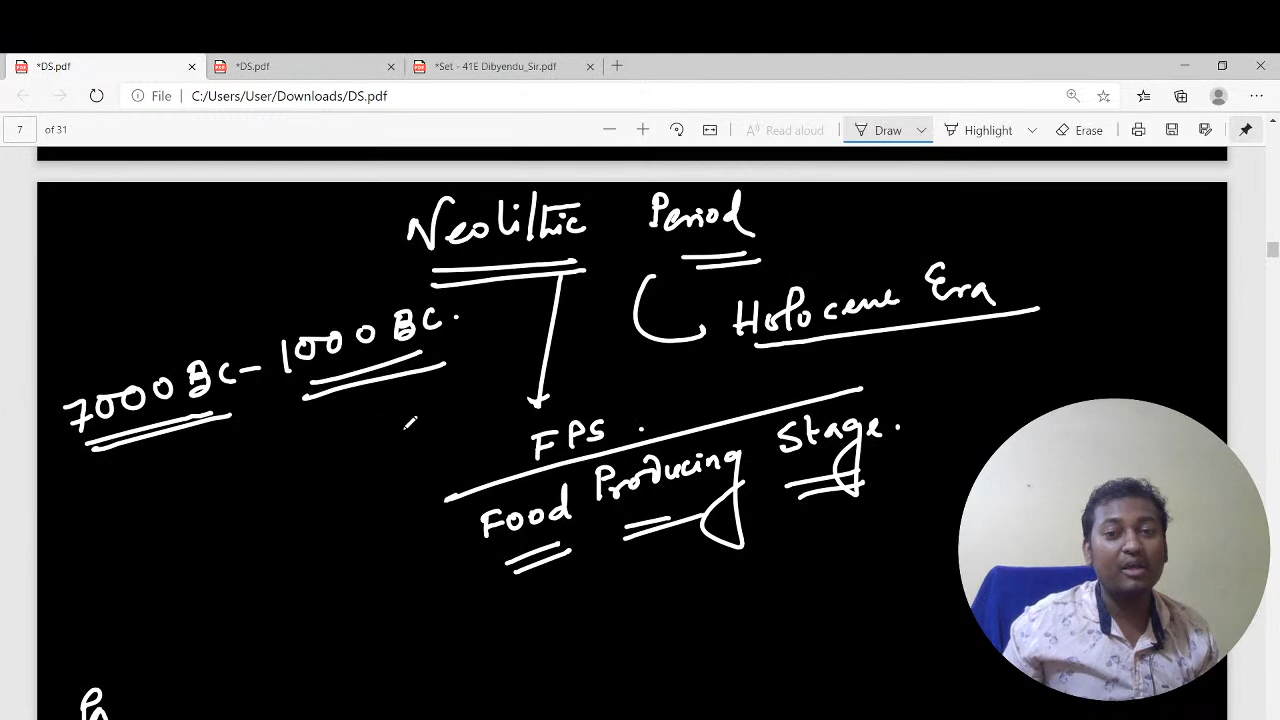 *DS.pdf
*DS.pdf
*Set - 41E Dibyendu_Sir.pdf
File
C:/Users/User/Downloads/DS.pdf
7 of 31
Read aloud
Draw
Highlight
Erase
Neolithic Period
Holocene Era
7000 BC - 1000 BC.
FPS.
Food Producing Stage.